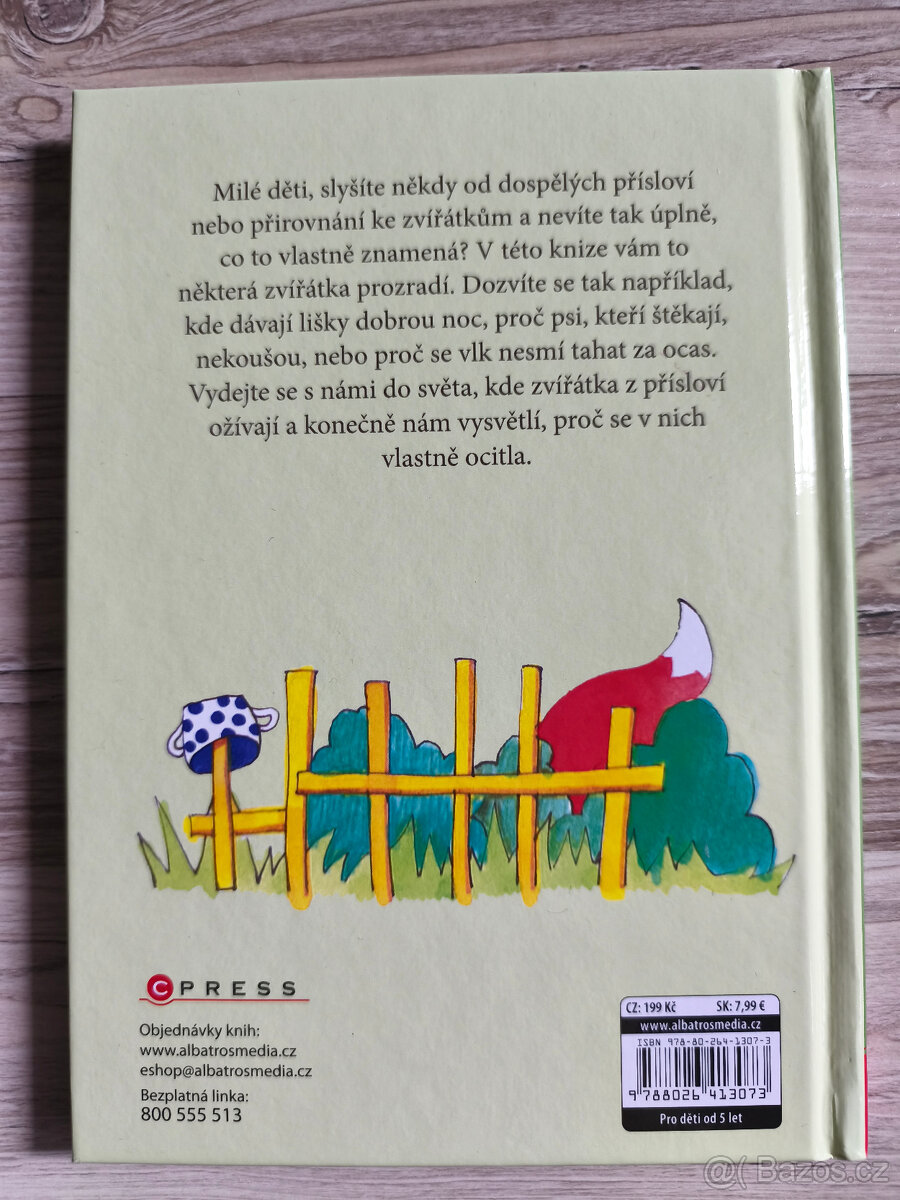 Milé děti, slyšíte někdy od dospělých přísloví
nebo přirovnání ke zvířátkům a nevíte tak úplně,
co to vlastně znamená? V této knize vám to
některá zvířátka prozradí. Dozvíte se tak například,
kde dávají lišky dobrou noc, proč psi, kteří štěkají,
nekoušou, nebo proč se vlk nesmí tahat za ocas.
Vydejte se s námi do světa, kde zvířátka z přísloví
ožívají a konečně nám vysvětlí, proč se v nich
vlastně ocitla.
CPRESS
Objednávky knih:
www.albatrosmedia.cz
eshop@albatrosmedia.cz
Bezplatná linka:
800 555 513
CZ: 199 Kč SK: 7,99 €
www.albatrosmedia.cz
ISBN 978-80-264-1307-3
9 788026 413073
Pro děti od 5 let
@( Bazos.cz